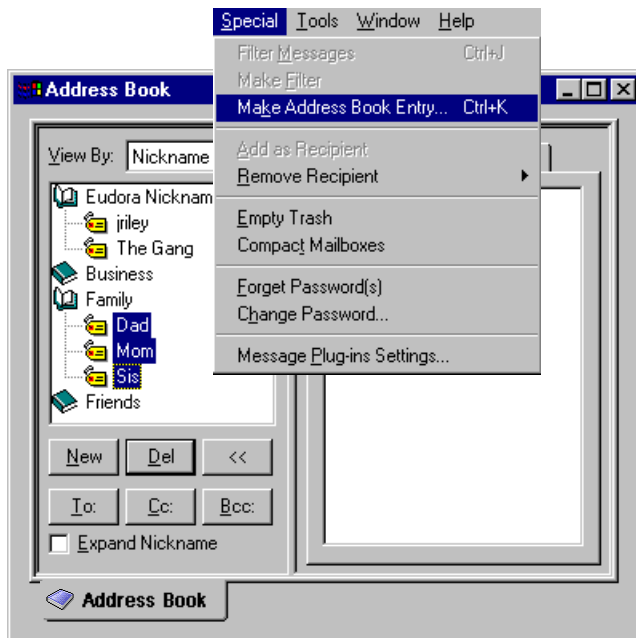 Special Tools Window Help
Filter Messages Ctrl+J
Make Filter
Make Address Book Entry... Ctrl+K
Add as Recipient
Remove Recipient
Empty Trash
Compact Mailboxes
Forget Password(s)
Change Password...
Message Plug-ins Settings...
Address Book
View By: Nickname
Eudora Nicknam
jriley
The Gang
Business
Family
Dad
Mom
Sis
Friends
New Del <<
To: Cc: Bcc:
Expand Nickname
Address Book